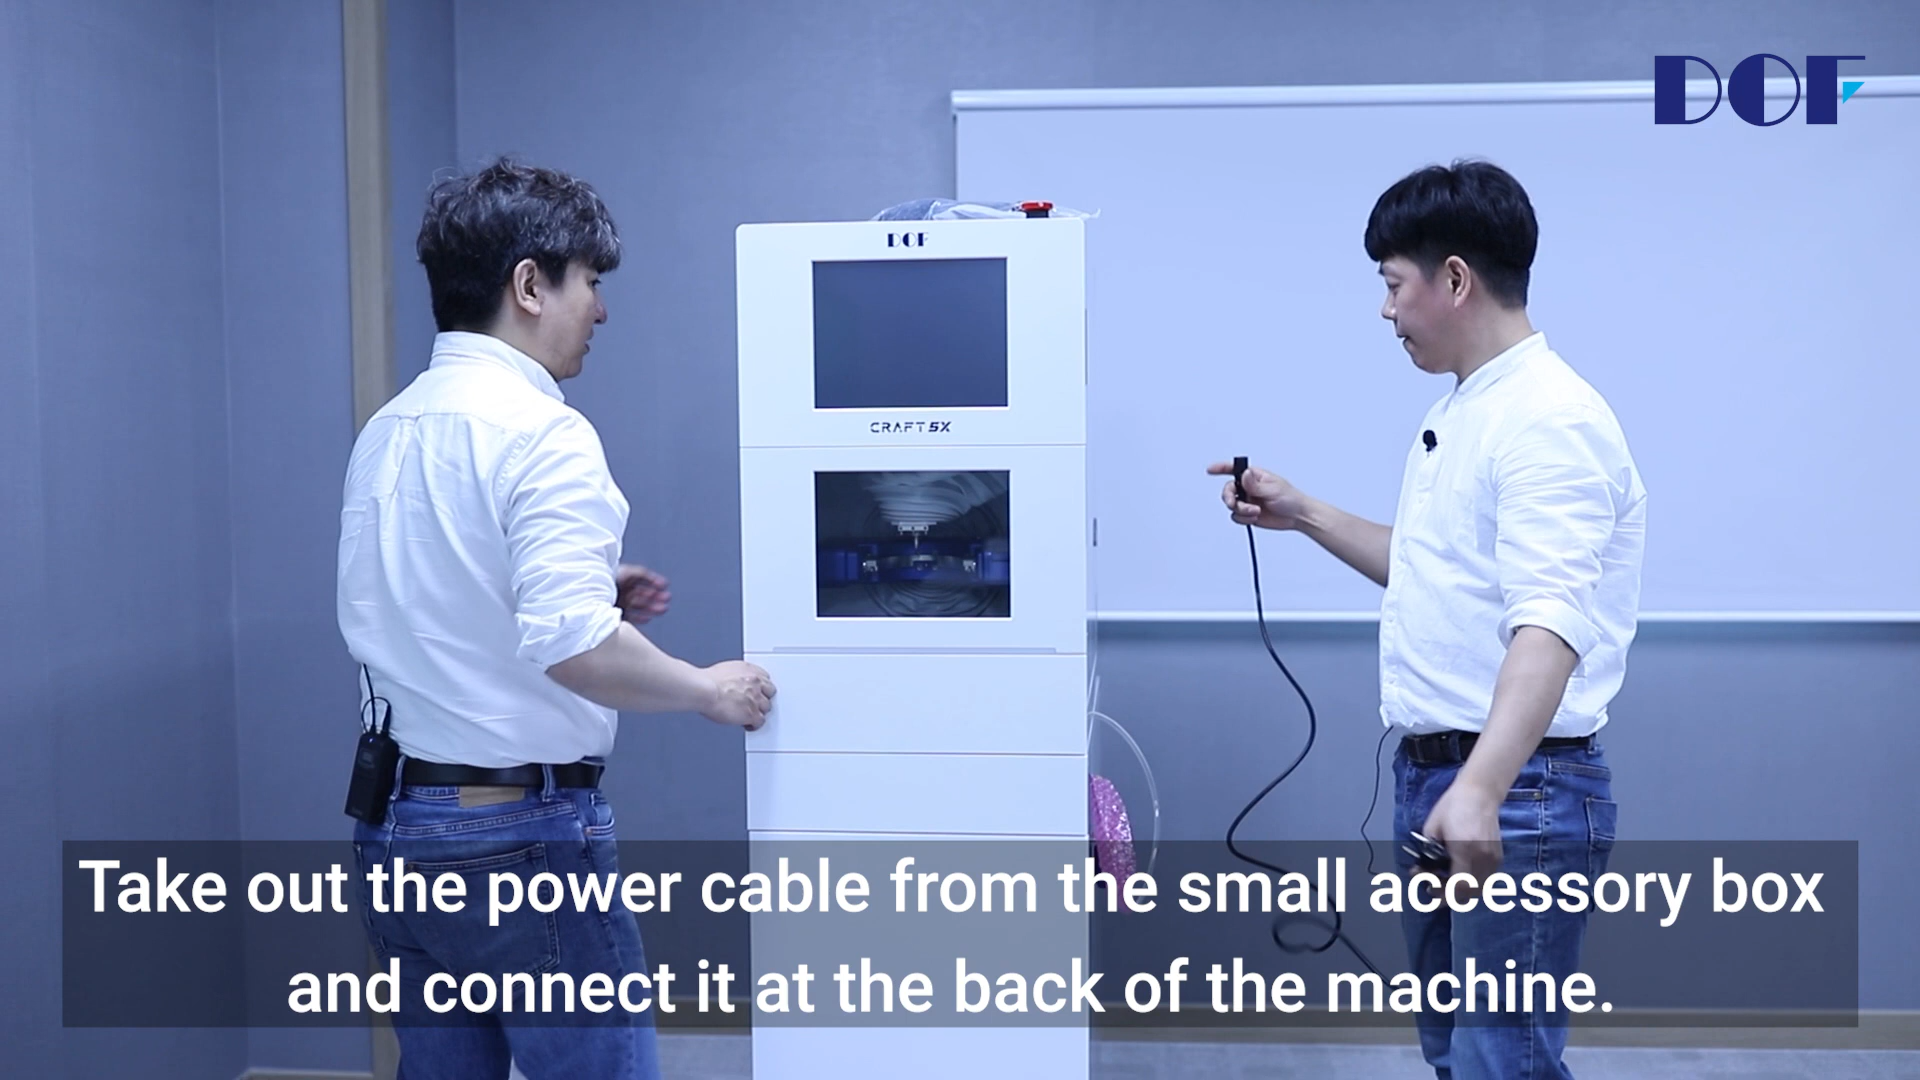 DOF
DOF
CRAFT 5X
Take out the power cable from the small accessory box
and connect it at the back of the machine.